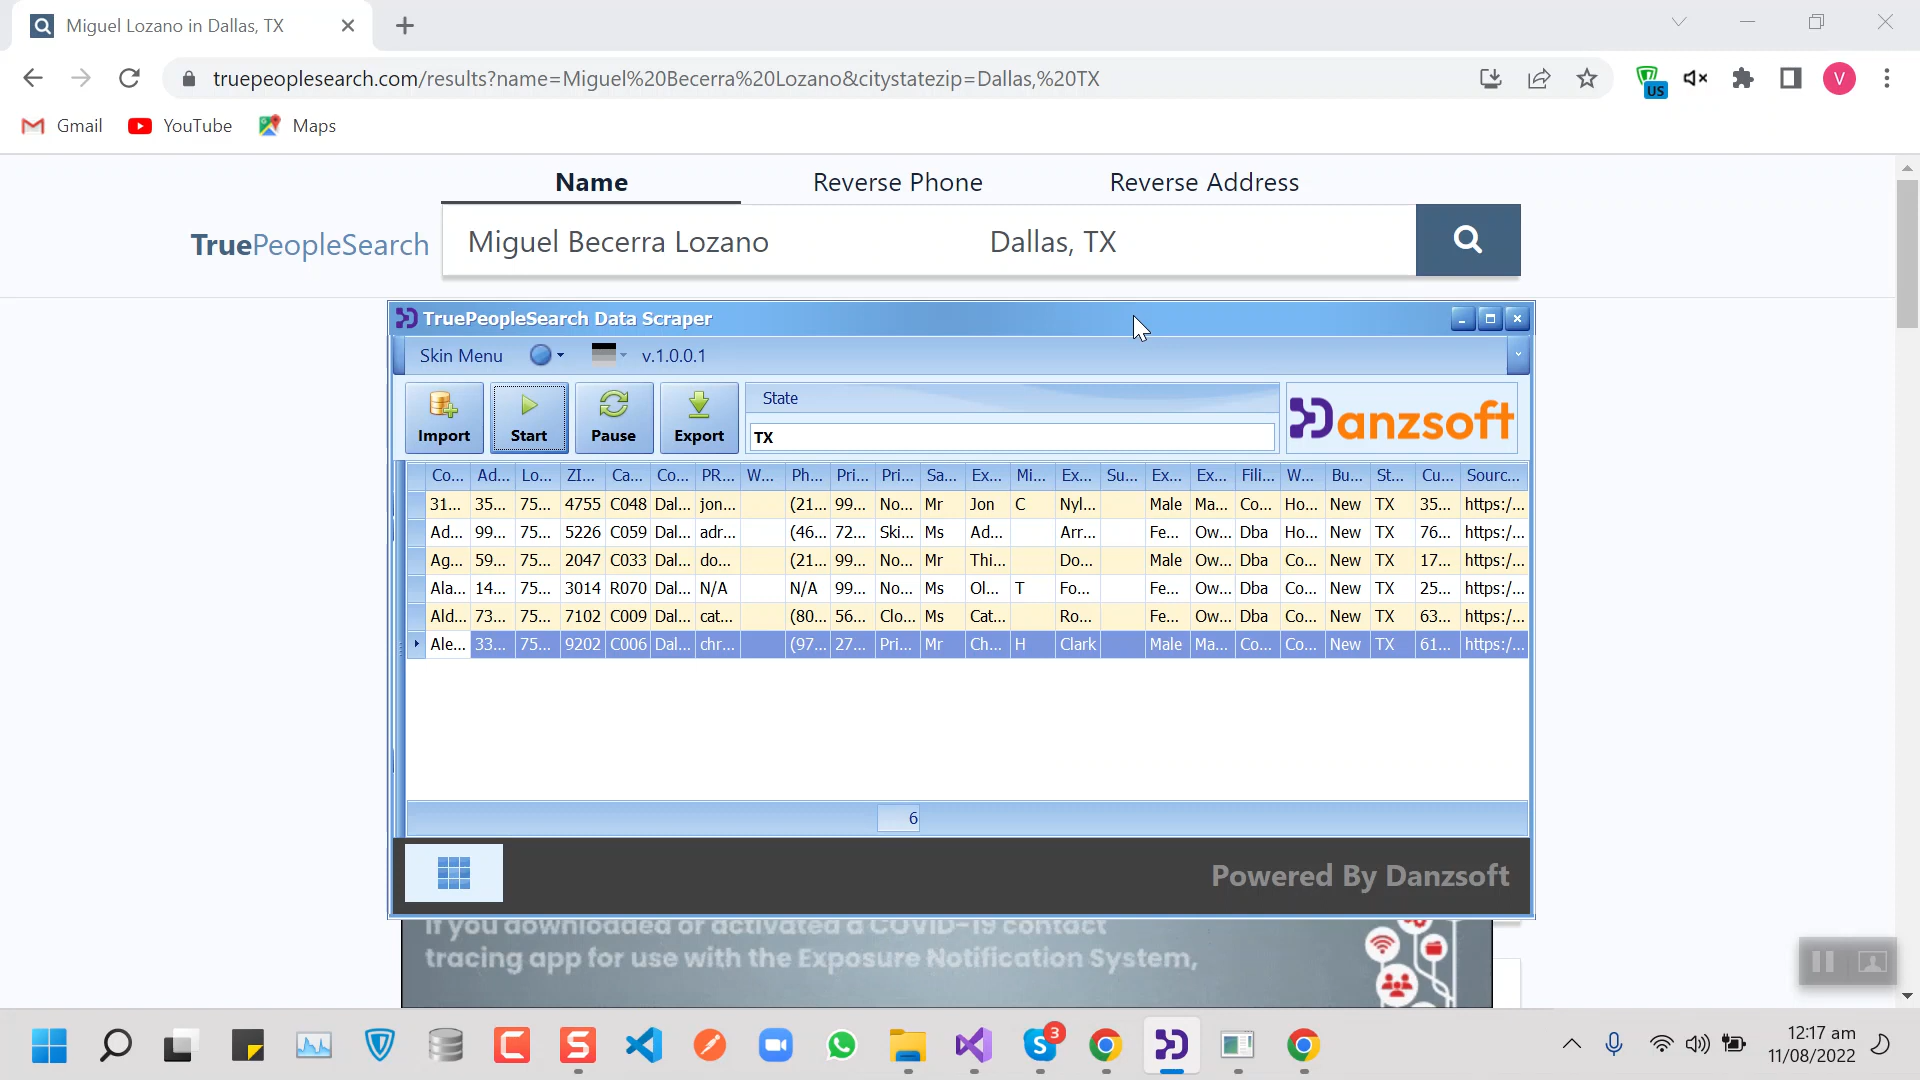 Miguel Lozano in Dallas, TX
truepeoplesearch.com/results?name=Miguel%20Becerra%20Lozano&citystatezip=Dallas,%20TX
US
V
Gmail YouTube Maps
Name Reverse Phone Reverse Address
TruePeopleSearch Miguel Becerra Lozano Dallas, TX
TruePeopleSearch Data Scraper
Skin Menu v.1.0.0.1
State
Import Start Pause Export TX Danzsoft
Co... Ad... Lo... ZI... Ca... Co... PR... W... Ph... Pri... Pri... Sa... Ex... Mi... Ex... Su... Ex... Ex... Fili... W... Bu... St... Cu... Sourc...
31... 35... 75... 4755 C048 Dal... jon... (21... 99... No... Mr Jon C Nyl... Male Ma... Co... Ho... New TX 35... https:/...
Ad... 99... 75... 5226 C059 Dal... adr... (46... 72... Ski... Ms Ad... Arr... Fe... Ow... Dba Ho... New TX 76... https:/...
Ag... 59... 75... 2047 C033 Dal... do... (21... 99... No... Mr Thi... Do... Male Ow... Dba Co... New TX 17... https:/...
Ala... 14... 75... 3014 R070 Dal... N/A N/A 99... No... Ms Ol... T Fo... Fe... Ow... Dba Co... New TX 25... https:/...
Ald... 73... 75... 7102 C009 Dal... cat... (80... 56... Clo... Ms Cat... Ro... Fe... Ow... Dba Co... New TX 63... https:/...
Ale... 33... 75... 9202 C006 Dal... chr... (97... 27... Pri... Mr Ch... H Clark Male Ma... Co... Co... New TX 61... https:/...
6
Powered By Danzsoft
If you downloaded or activated a COVID-19 contact
tracing app for use with the Exposure Notification System,
3
12:17 am
11/08/2022